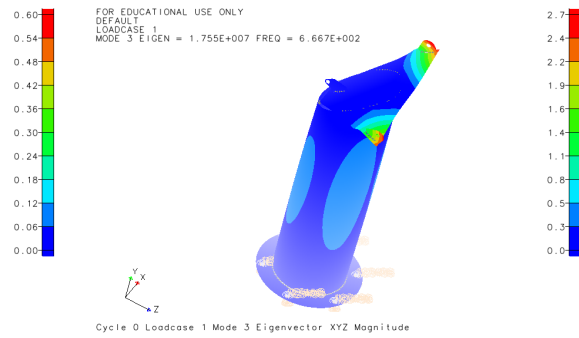 FOR EDUCATIONAL USE ONLY
DEFAULT
LOADCASE 1
MODE 3 EIGEN = 1.755E+007 FREQ = 6.667E+002
0.60
0.54
0.48
0.42
0.36
0.30
0.24
0.18
0.12
0.06
0.00
2.7
2.4
2.2
1.9
1.6
1.4
1.1
0.8
0.5
0.3
0.0
Y
X
Z
Cycle 0 Loadcase 1 Mode 3 Eigenvector XYZ Magnitude